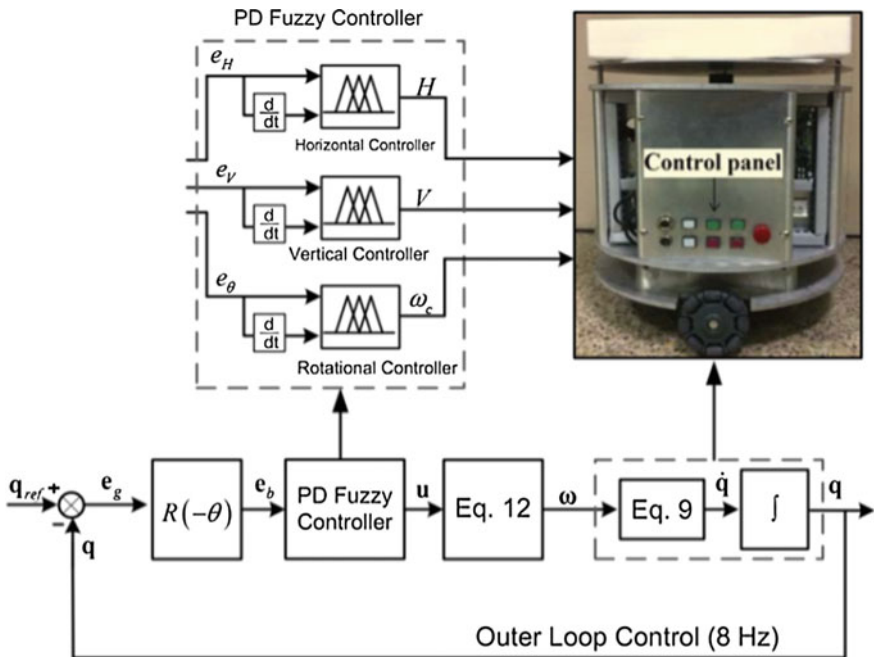 PD Fuzzy Controller
e_H
d/dt
H
Horizontal Controller
e_V
d/dt
V
Vertical Controller
e_θ
d/dt
ω_c
Rotational Controller
Control panel
q_ref
+
−
e_g
R(−θ)
e_b
PD Fuzzy
Controller
u
Eq. 12
ω
Eq. 9
q̇
∫
q
q
Outer Loop Control (8 Hz)